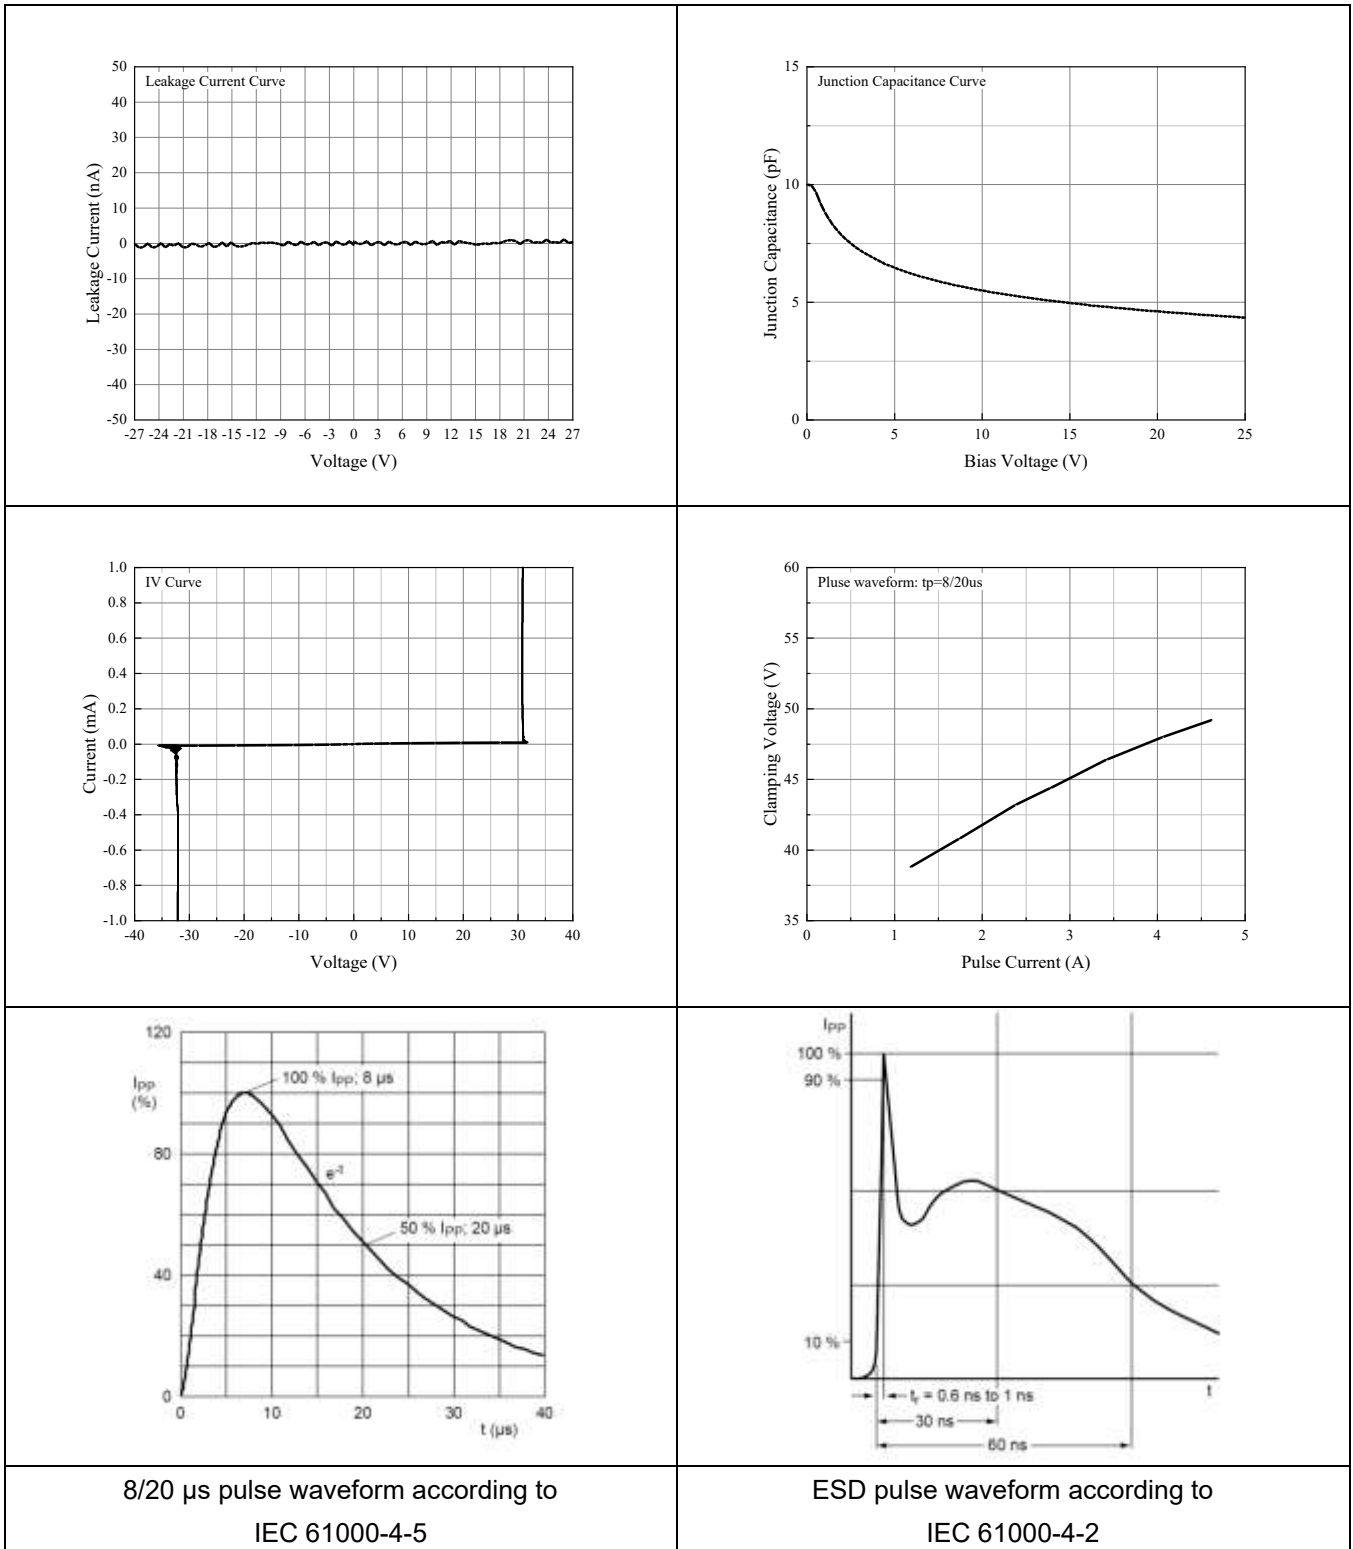 Leakage Current Curve
50
40
30
20
10
0
-10
-20
-30
-40
-50
Leakage Current (nA)
-27 -24 -21 -18 -15 -12 -9 -6 -3 0 3 6 9 12 15 18 21 24 27
Voltage (V)
Junction Capacitance Curve
15
10
5
0
Junction Capacitance (pF)
0 5 10 15 20 25
Bias Voltage (V)
IV Curve
1.0
0.8
0.6
0.4
0.2
0.0
-0.2
-0.4
-0.6
-0.8
-1.0
Current (mA)
-40 -30 -20 -10 0 10 20 30 40
Voltage (V)
Pluse waveform: tp=8/20us
60
55
50
45
40
35
Clamping Voltage (V)
0 1 2 3 4 5
Pulse Current (A)
120
Ipp
(%)
80
40
0
100 % Ipp; 8 µs
e-t
50 % Ipp; 20 µs
0 10 20 30 40
t (µs)
Ipp
100 %
90 %
10 %
t
tr = 0.6 ns to 1 ns
30 ns
60 ns
8/20 µs pulse waveform according to
IEC 61000-4-5
ESD pulse waveform according to
IEC 61000-4-2